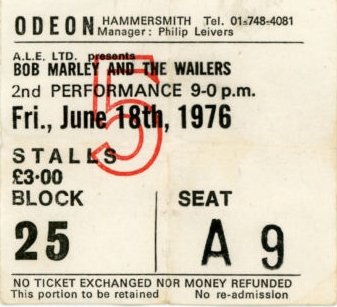 ODEON HAMMERSMITH Tel. 01-748-4081
Manager: Philip Leivers
A.L.E. LTD. presents
BOB MARLEY AND THE WAILERS
2nd PERFORMANCE 9-0 p.m.
Fri., June 18th, 1976
5
STALLS
£3·00
BLOCK SEAT
25 A 9
NO TICKET EXCHANGED NOR MONEY REFUNDED
This portion to be retained No re-admission